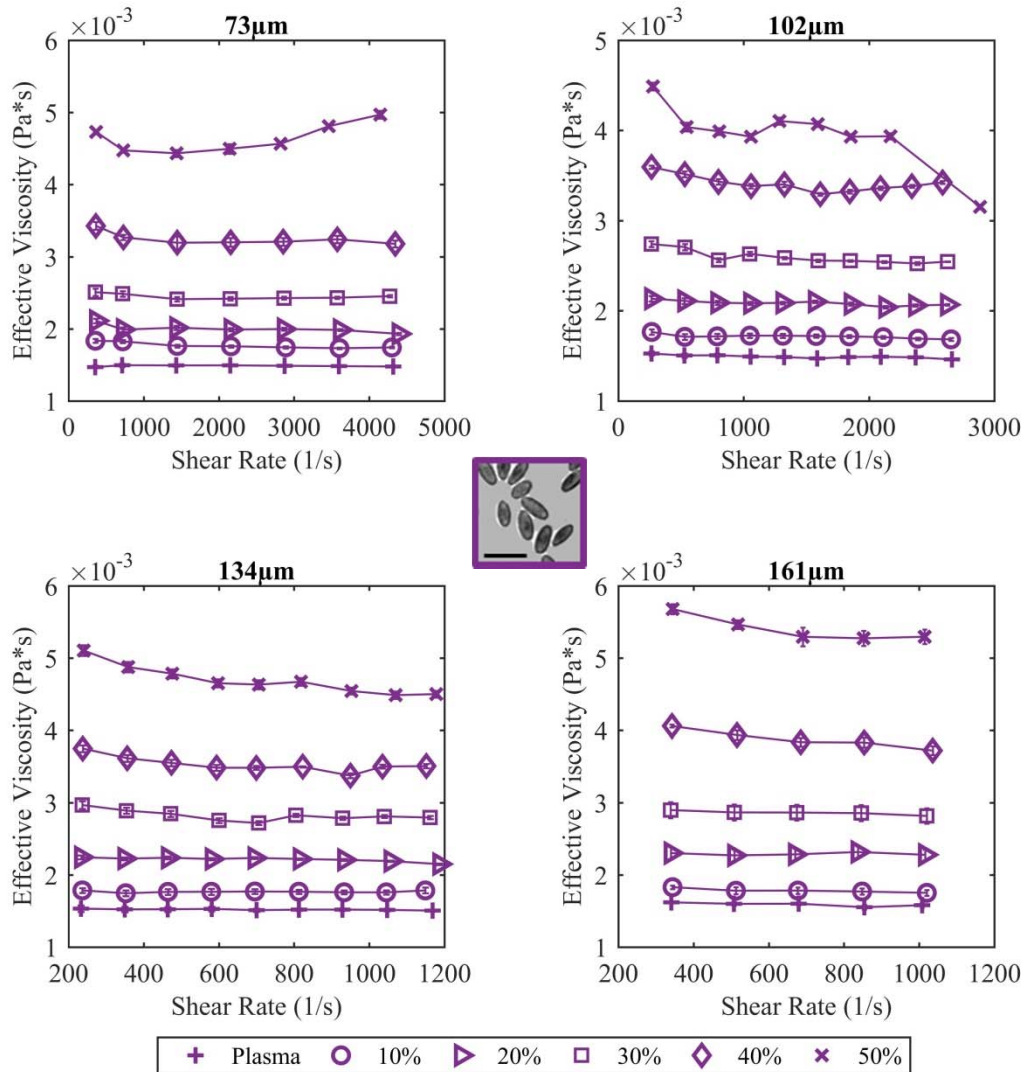 73μm
×10⁻³
6
5
4
3
2
1
0 1000 2000 3000 4000 5000
Effective Viscosity (Pa*s)
Shear Rate (1/s)
102μm
×10⁻³
5
4
3
2
1
0 1000 2000 3000
Effective Viscosity (Pa*s)
Shear Rate (1/s)
134μm
×10⁻³
6
5
4
3
2
1
200 400 600 800 1000 1200
Effective Viscosity (Pa*s)
Shear Rate (1/s)
161μm
×10⁻³
6
5
4
3
2
1
200 400 600 800 1000 1200
Effective Viscosity (Pa*s)
Shear Rate (1/s)
Plasma 10% 20% 30% 40% 50%